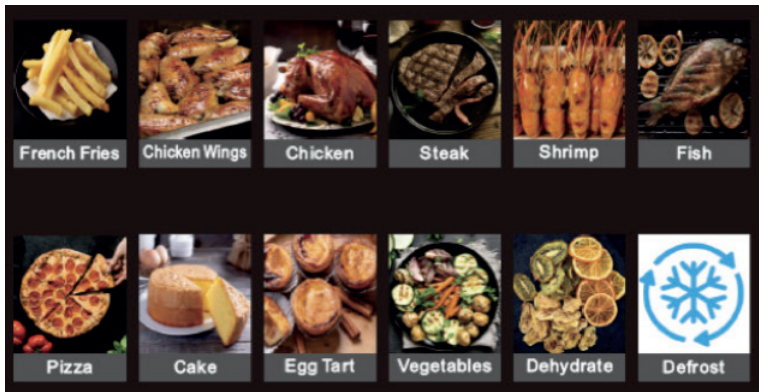 French Fries
Chicken Wings
Chicken
Steak
Shrimp
Fish
Pizza
Cake
Egg Tart
Vegetables
Dehydrate
Defrost